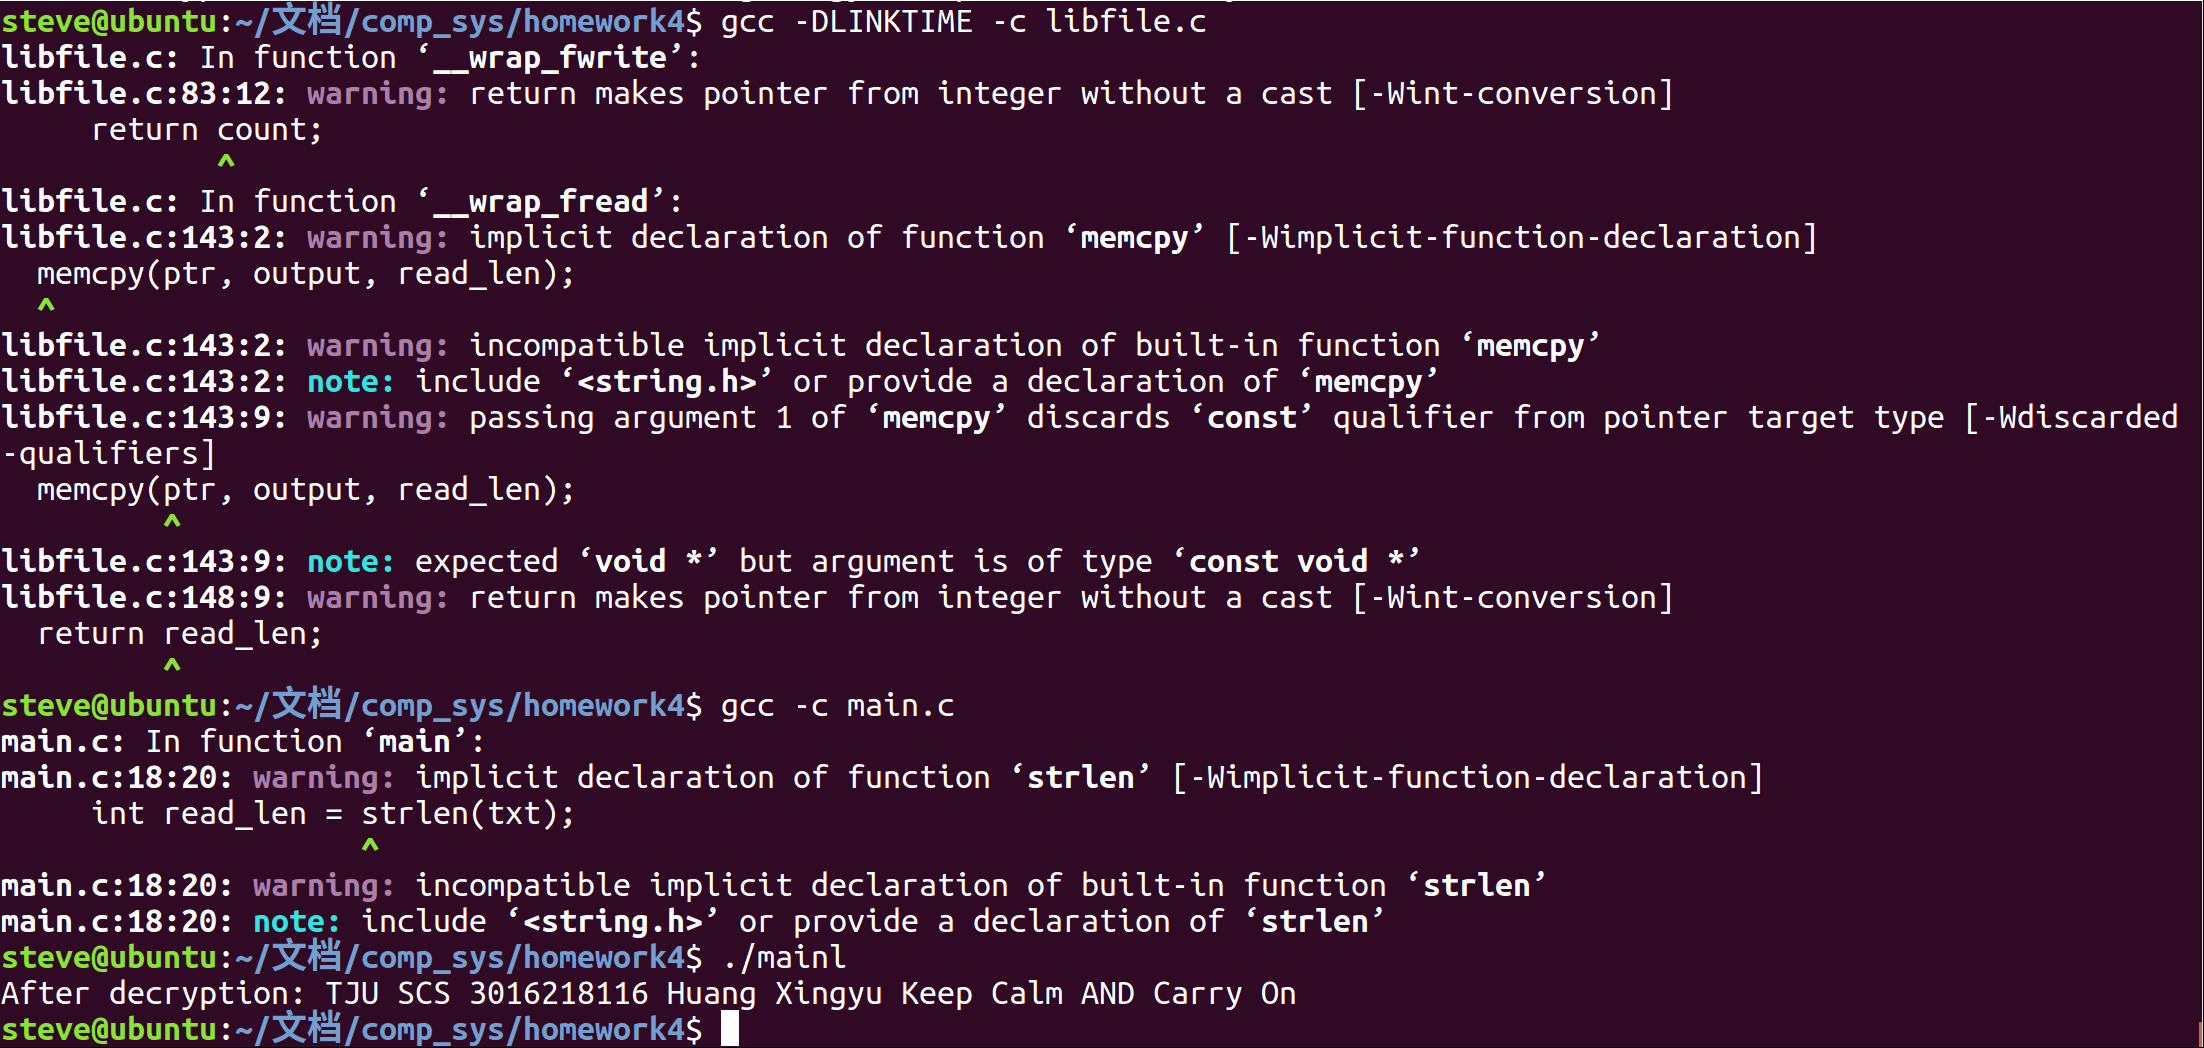 steve@ubuntu:~/文档/comp_sys/homework4$ gcc -DLINKTIME -c libfile.c
libfile.c: In function ‘__wrap_fwrite’:
libfile.c:83:12: warning: return makes pointer from integer without a cast [-Wint-conversion]
     return count;
            ^
libfile.c: In function ‘__wrap_fread’:
libfile.c:143:2: warning: implicit declaration of function ‘memcpy’ [-Wimplicit-function-declaration]
  memcpy(ptr, output, read_len);
  ^
libfile.c:143:2: warning: incompatible implicit declaration of built-in function ‘memcpy’
libfile.c:143:2: note: include ‘<string.h>’ or provide a declaration of ‘memcpy’
libfile.c:143:9: warning: passing argument 1 of ‘memcpy’ discards ‘const’ qualifier from pointer target type [-Wdiscarded
-qualifiers]
  memcpy(ptr, output, read_len);
         ^
libfile.c:143:9: note: expected ‘void *’ but argument is of type ‘const void *’
libfile.c:148:9: warning: return makes pointer from integer without a cast [-Wint-conversion]
  return read_len;
         ^
steve@ubuntu:~/文档/comp_sys/homework4$ gcc -c main.c
main.c: In function ‘main’:
main.c:18:20: warning: implicit declaration of function ‘strlen’ [-Wimplicit-function-declaration]
     int read_len = strlen(txt);
                    ^
main.c:18:20: warning: incompatible implicit declaration of built-in function ‘strlen’
main.c:18:20: note: include ‘<string.h>’ or provide a declaration of ‘strlen’
steve@ubuntu:~/文档/comp_sys/homework4$ ./mainl
After decryption: TJU SCS 3016218116 Huang Xingyu Keep Calm AND Carry On
steve@ubuntu:~/文档/comp_sys/homework4$